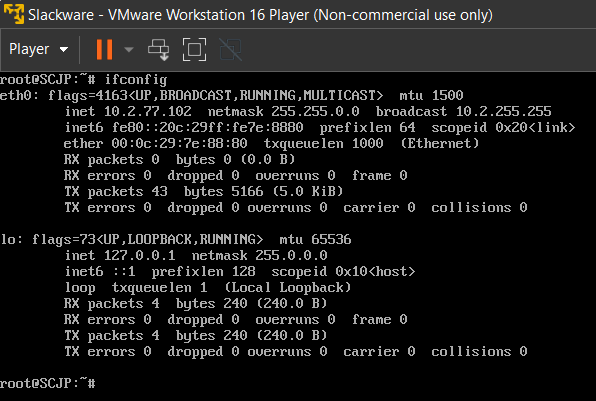 Slackware - VMware Workstation 16 Player (Non-commercial use only)
Player
root@SCJP:~# ifconfig
eth0: flags=4163<UP,BROADCAST,RUNNING,MULTICAST>  mtu 1500
        inet 10.2.77.102  netmask 255.255.0.0  broadcast 10.2.255.255
        inet6 fe80::20c:29ff:fe7e:8880  prefixlen 64  scopeid 0x20<link>
        ether 00:0c:29:7e:88:80  txqueuelen 1000  (Ethernet)
        RX packets 0  bytes 0 (0.0 B)
        RX errors 0  dropped 0  overruns 0  frame 0
        TX packets 43  bytes 5166 (5.0 KiB)
        TX errors 0  dropped 0 overruns 0  carrier 0  collisions 0

lo: flags=73<UP,LOOPBACK,RUNNING>  mtu 65536
        inet 127.0.0.1  netmask 255.0.0.0
        inet6 ::1  prefixlen 128  scopeid 0x10<host>
        loop  txqueuelen 1  (Local Loopback)
        RX packets 4  bytes 240 (240.0 B)
        RX errors 0  dropped 0  overruns 0  frame 0
        TX packets 4  bytes 240 (240.0 B)
        TX errors 0  dropped 0 overruns 0  carrier 0  collisions 0

root@SCJP:~#